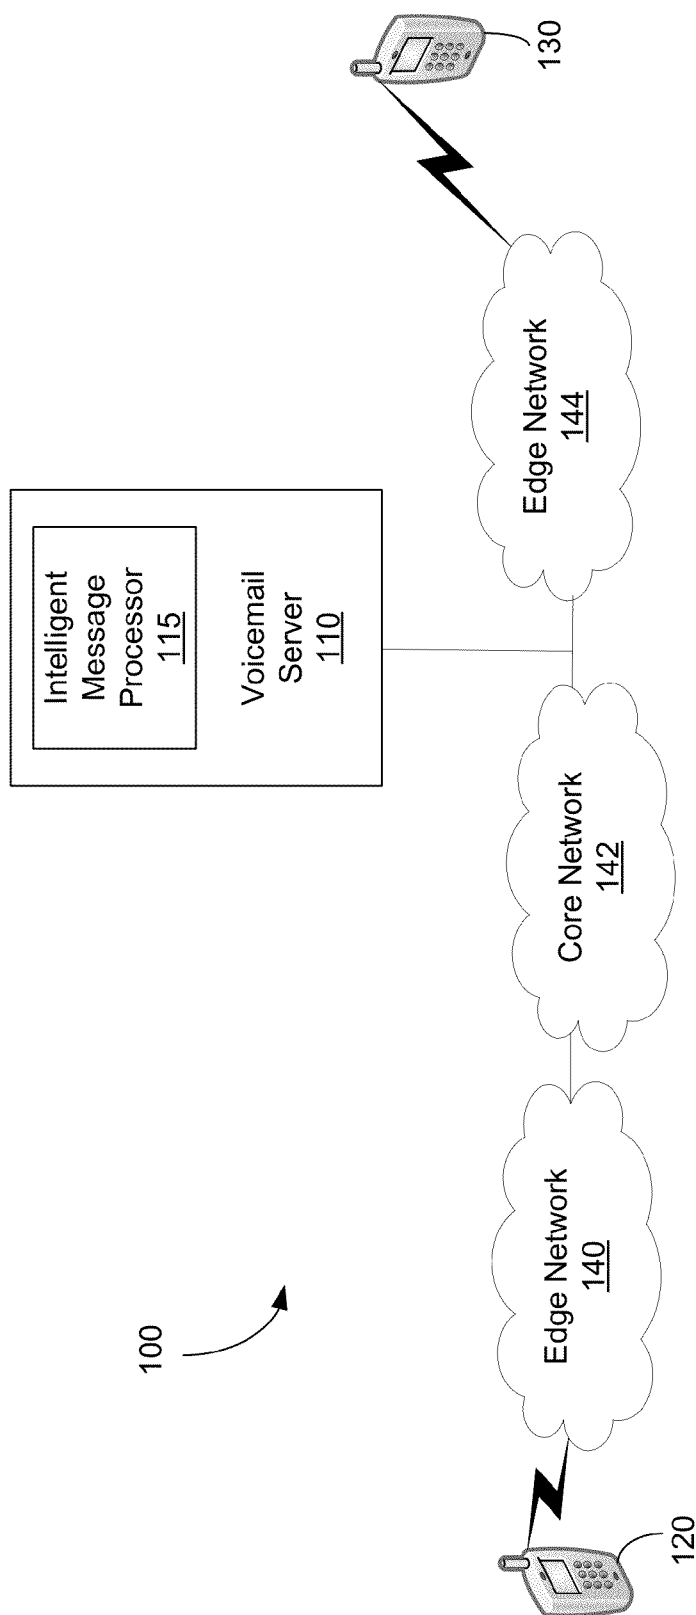 100
Intelligent
Message
Processor
115
Voicemail
Server
110
130
120
Edge Network
140
Core Network
142
Edge Network
144